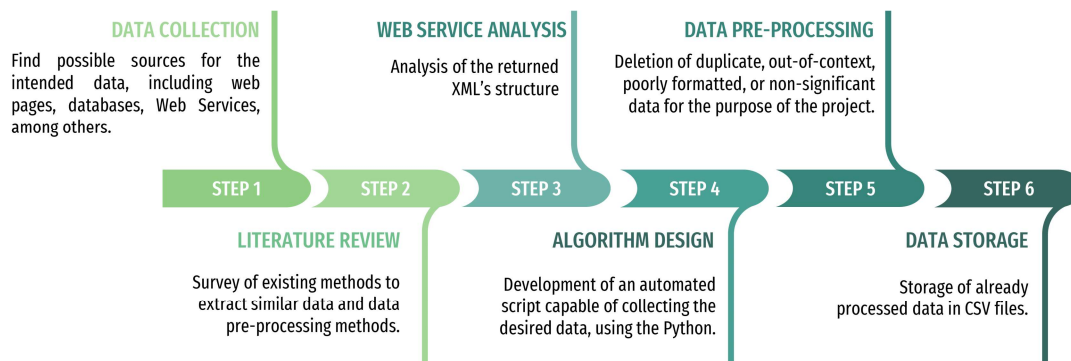 DATA COLLECTION
Find possible sources for the
intended data, including web
pages, databases, Web Services,
among others.
WEB SERVICE ANALYSIS
Analysis of the returned
XML's structure
DATA PRE-PROCESSING
Deletion of duplicate, out-of-context,
poorly formatted, or non-significant
data for the purpose of the project.
STEP 1
STEP 2
STEP 3
STEP 4
STEP 5
STEP 6
LITERATURE REVIEW
Survey of existing methods to
extract similar data and data
pre-processing methods.
ALGORITHM DESIGN
Development of an automated
script capable of collecting the
desired data, using the Python.
DATA STORAGE
Storage of already
processed data in CSV files.